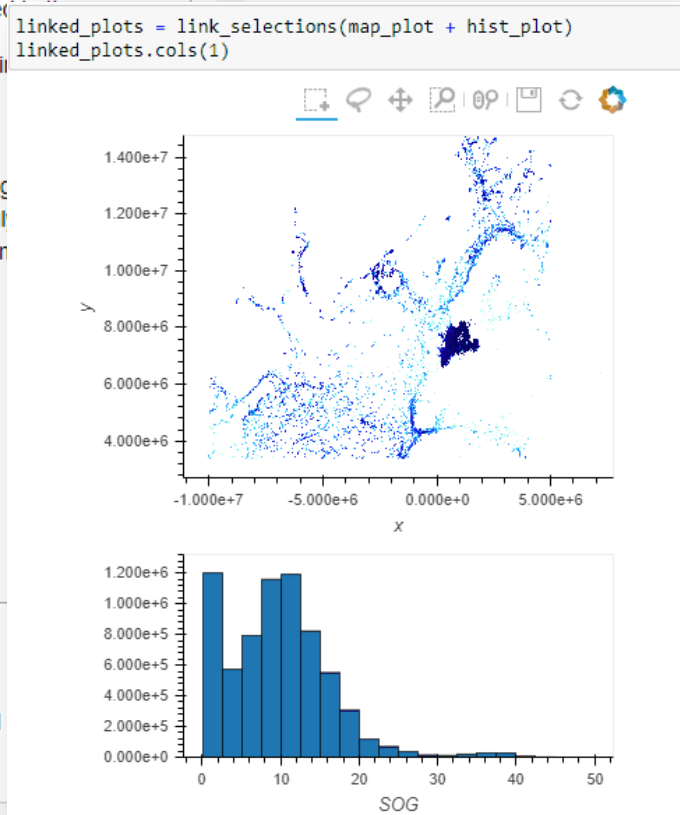 linked_plots = link_selections(map_plot + hist_plot)
linked_plots.cols(1)
1.400e+7
1.200e+7
1.000e+7
8.000e+6
6.000e+6
4.000e+6
y
-1.000e+7 -5.000e+6 0.000e+0 5.000e+6
x
1.200e+6
1.000e+6
8.000e+5
6.000e+5
4.000e+5
2.000e+5
0.000e+0
0 10 20 30 40 50
SOG